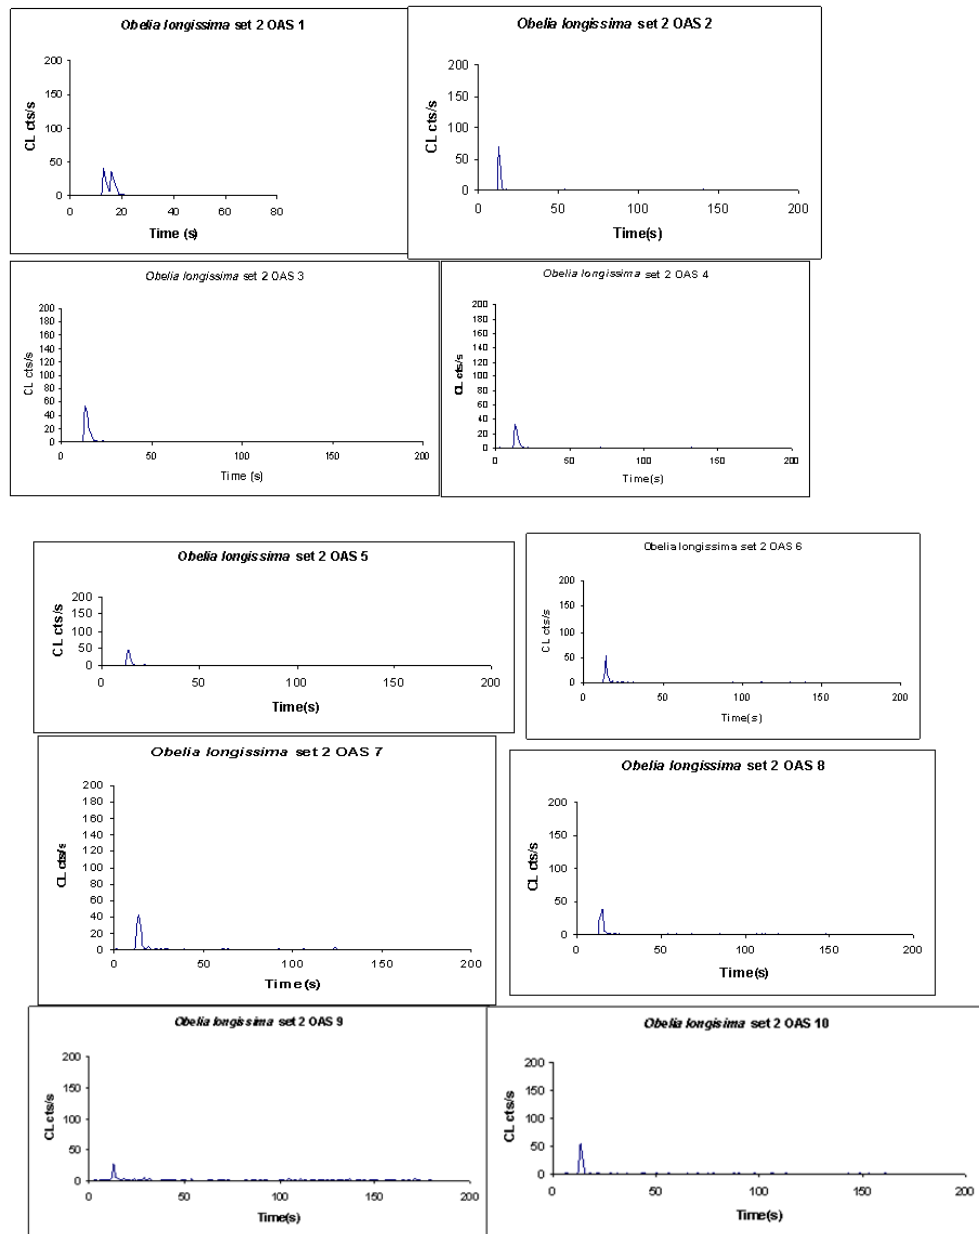 Obelia longissima set 2 OAS 1
CL cts/s
200
150
100
50
0
0 20 40 60 80
Time (s)
Obelia longissima set 2 OAS 2
CL cts/s
200
150
100
50
0
0 50 100 150 200
Time(s)
Obelia longissima set 2 OAS 3
CL cts/s
200
180
160
140
120
100
80
60
40
20
0
0 50 100 150 200
Time (s)
Obelia longissima set 2 OAS 4
CL cts/s
200
180
160
140
120
100
80
60
40
20
0
0 50 100 150 200
Time(s)
Obelia longissima set 2 OAS 5
CL cts/s
200
150
100
50
0
0 50 100 150 200
Time(s)
Obelia longissima set 2 OAS 6
CL cts/s
200
150
100
50
0
0 50 100 150 200
Time(s)
Obelia longissima set 2 OAS 7
CL cts/s
200
180
160
140
120
100
80
60
40
20
0
0 50 100 150 200
Time(s)
Obelia longissima set 2 OAS 8
CL cts/s
200
150
100
50
0
0 50 100 150 200
Time(s)
Obelia longissima set 2 OAS 9
CL cts/s
200
150
100
50
0
0 50 100 150 200
Time(s)
Obelia longisima set 2 OAS 10
CL cts/s
200
150
100
50
0
0 50 100 150 200
Time(s)